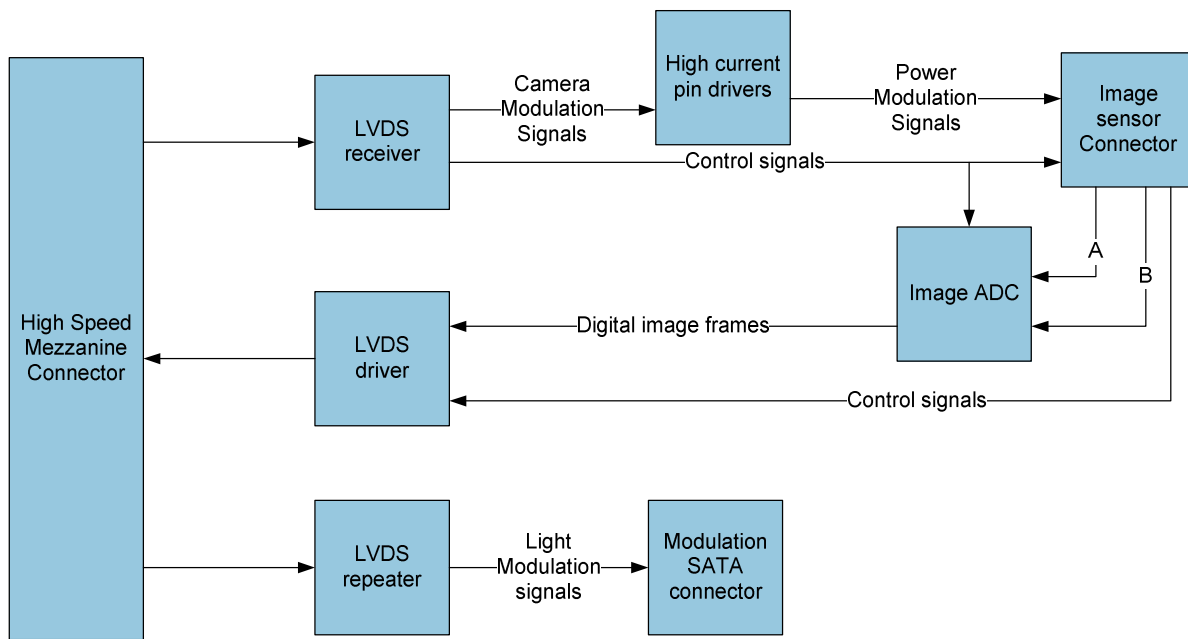 High Speed
Mezzanine
Connector
LVDS
receiver
Camera
Modulation
Signals
High current
pin drivers
Power
Modulation
Signals
Image
sensor
Connector
Control signals
A
B
Image ADC
Digital image frames
LVDS
driver
Control signals
LVDS
repeater
Light
Modulation
signals
Modulation
SATA
connector